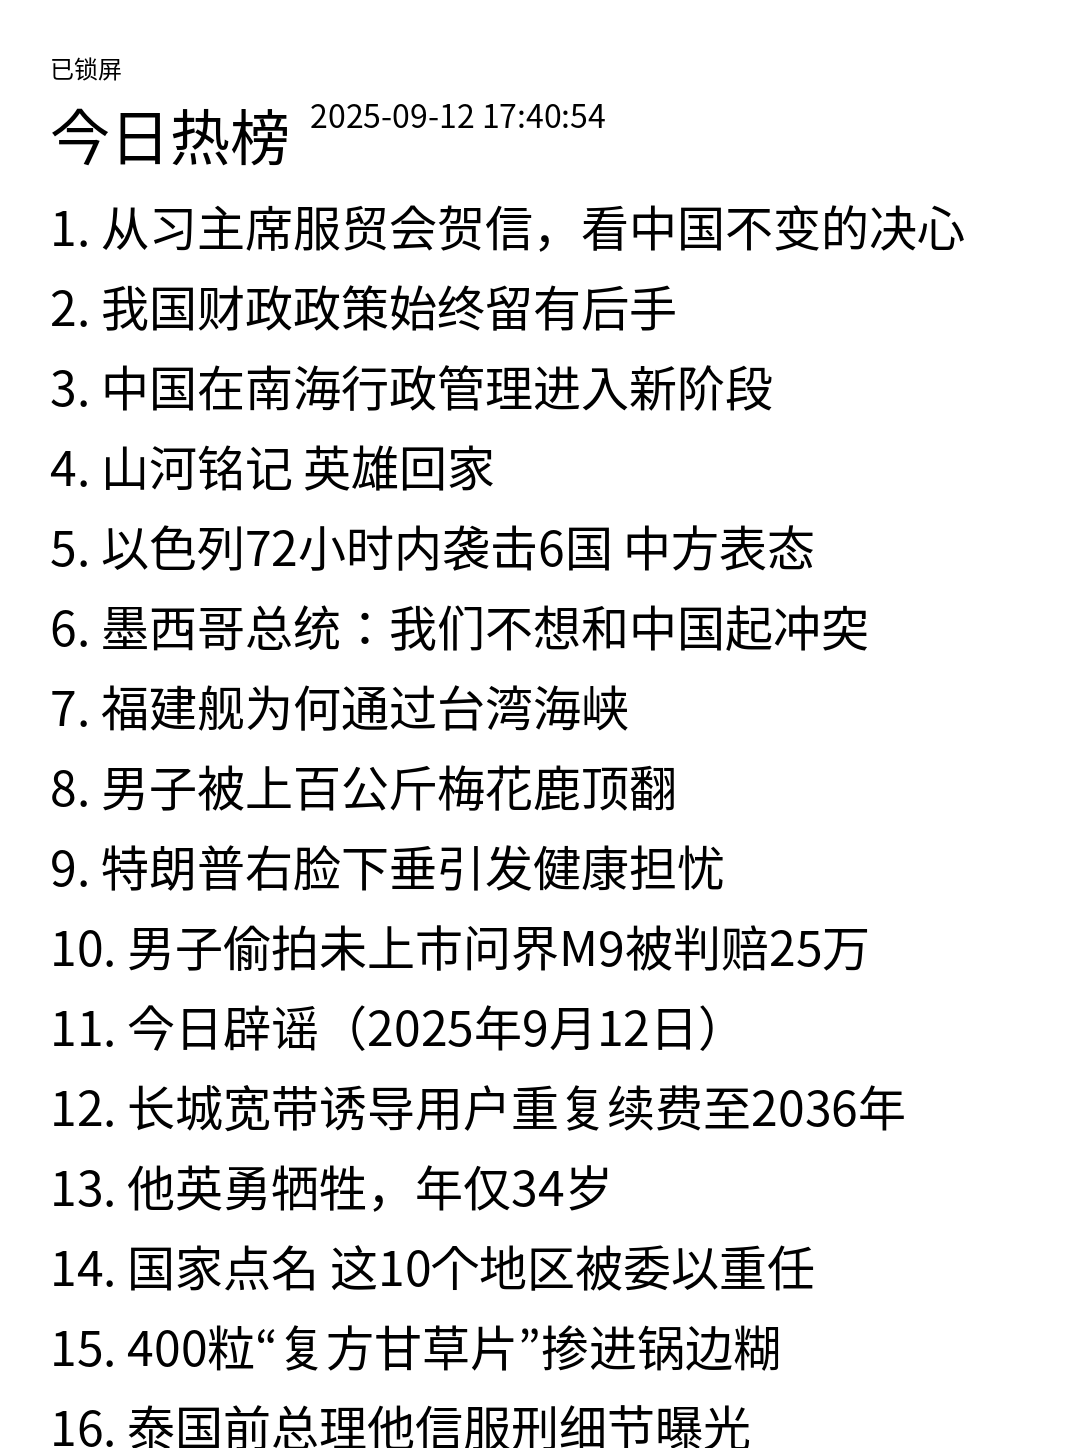 已锁屏
今日热榜 2025-09-12 17:40:54
1. 从习主席服贸会贺信，看中国不变的决心
2. 我国财政政策始终留有后手
3. 中国在南海行政管理进入新阶段
4. 山河铭记 英雄回家
5. 以色列72小时内袭击6国 中方表态
6. 墨西哥总统：我们不想和中国起冲突
7. 福建舰为何通过台湾海峡
8. 男子被上百公斤梅花鹿顶翻
9. 特朗普右脸下垂引发健康担忧
10. 男子偷拍未上市问界M9被判赔25万
11. 今日辟谣（2025年9月12日）
12. 长城宽带诱导用户重复续费至2036年
13. 他英勇牺牲，年仅34岁
14. 国家点名 这10个地区被委以重任
15. 400粒“复方甘草片”掺进锅边糊
16. 泰国前总理他信服刑细节曝光